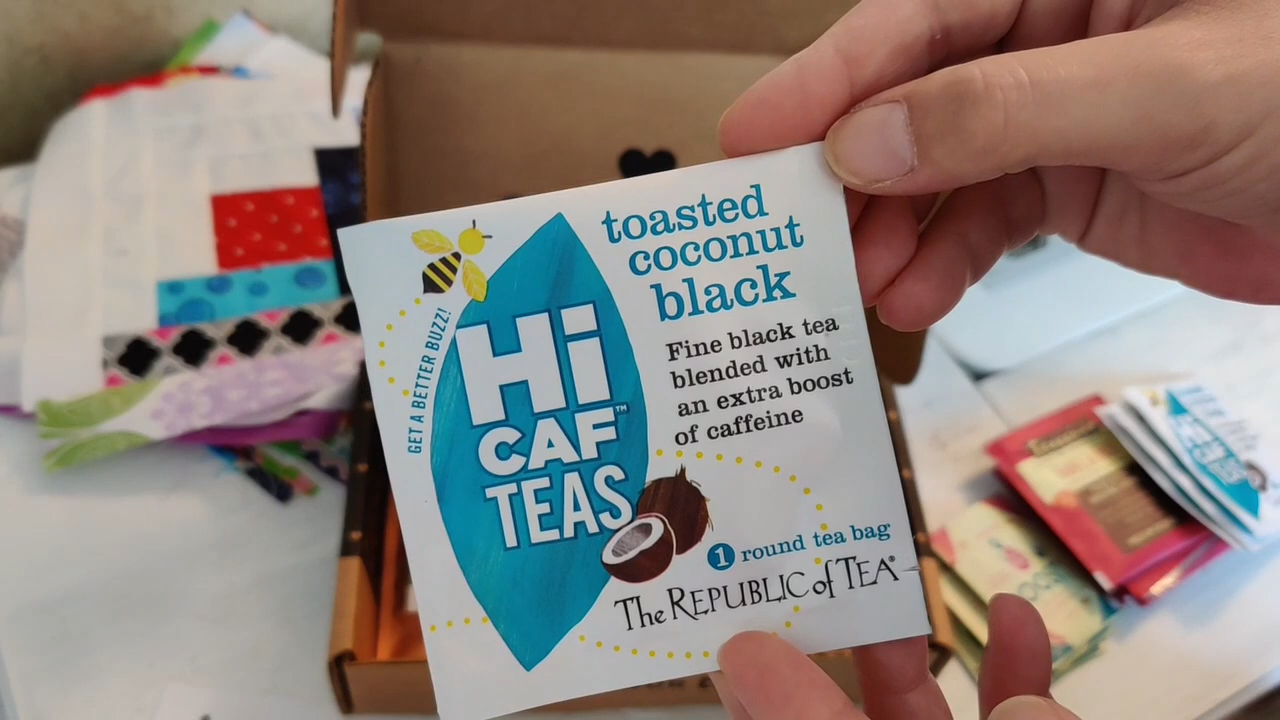 toasted
coconut
black
Fine black tea
blended with
an extra boost
of caffeine
GET A BETTER BUZZ!
Hi
CAF™
TEAS
1 round tea bag
The REPUBLIC of TEA®